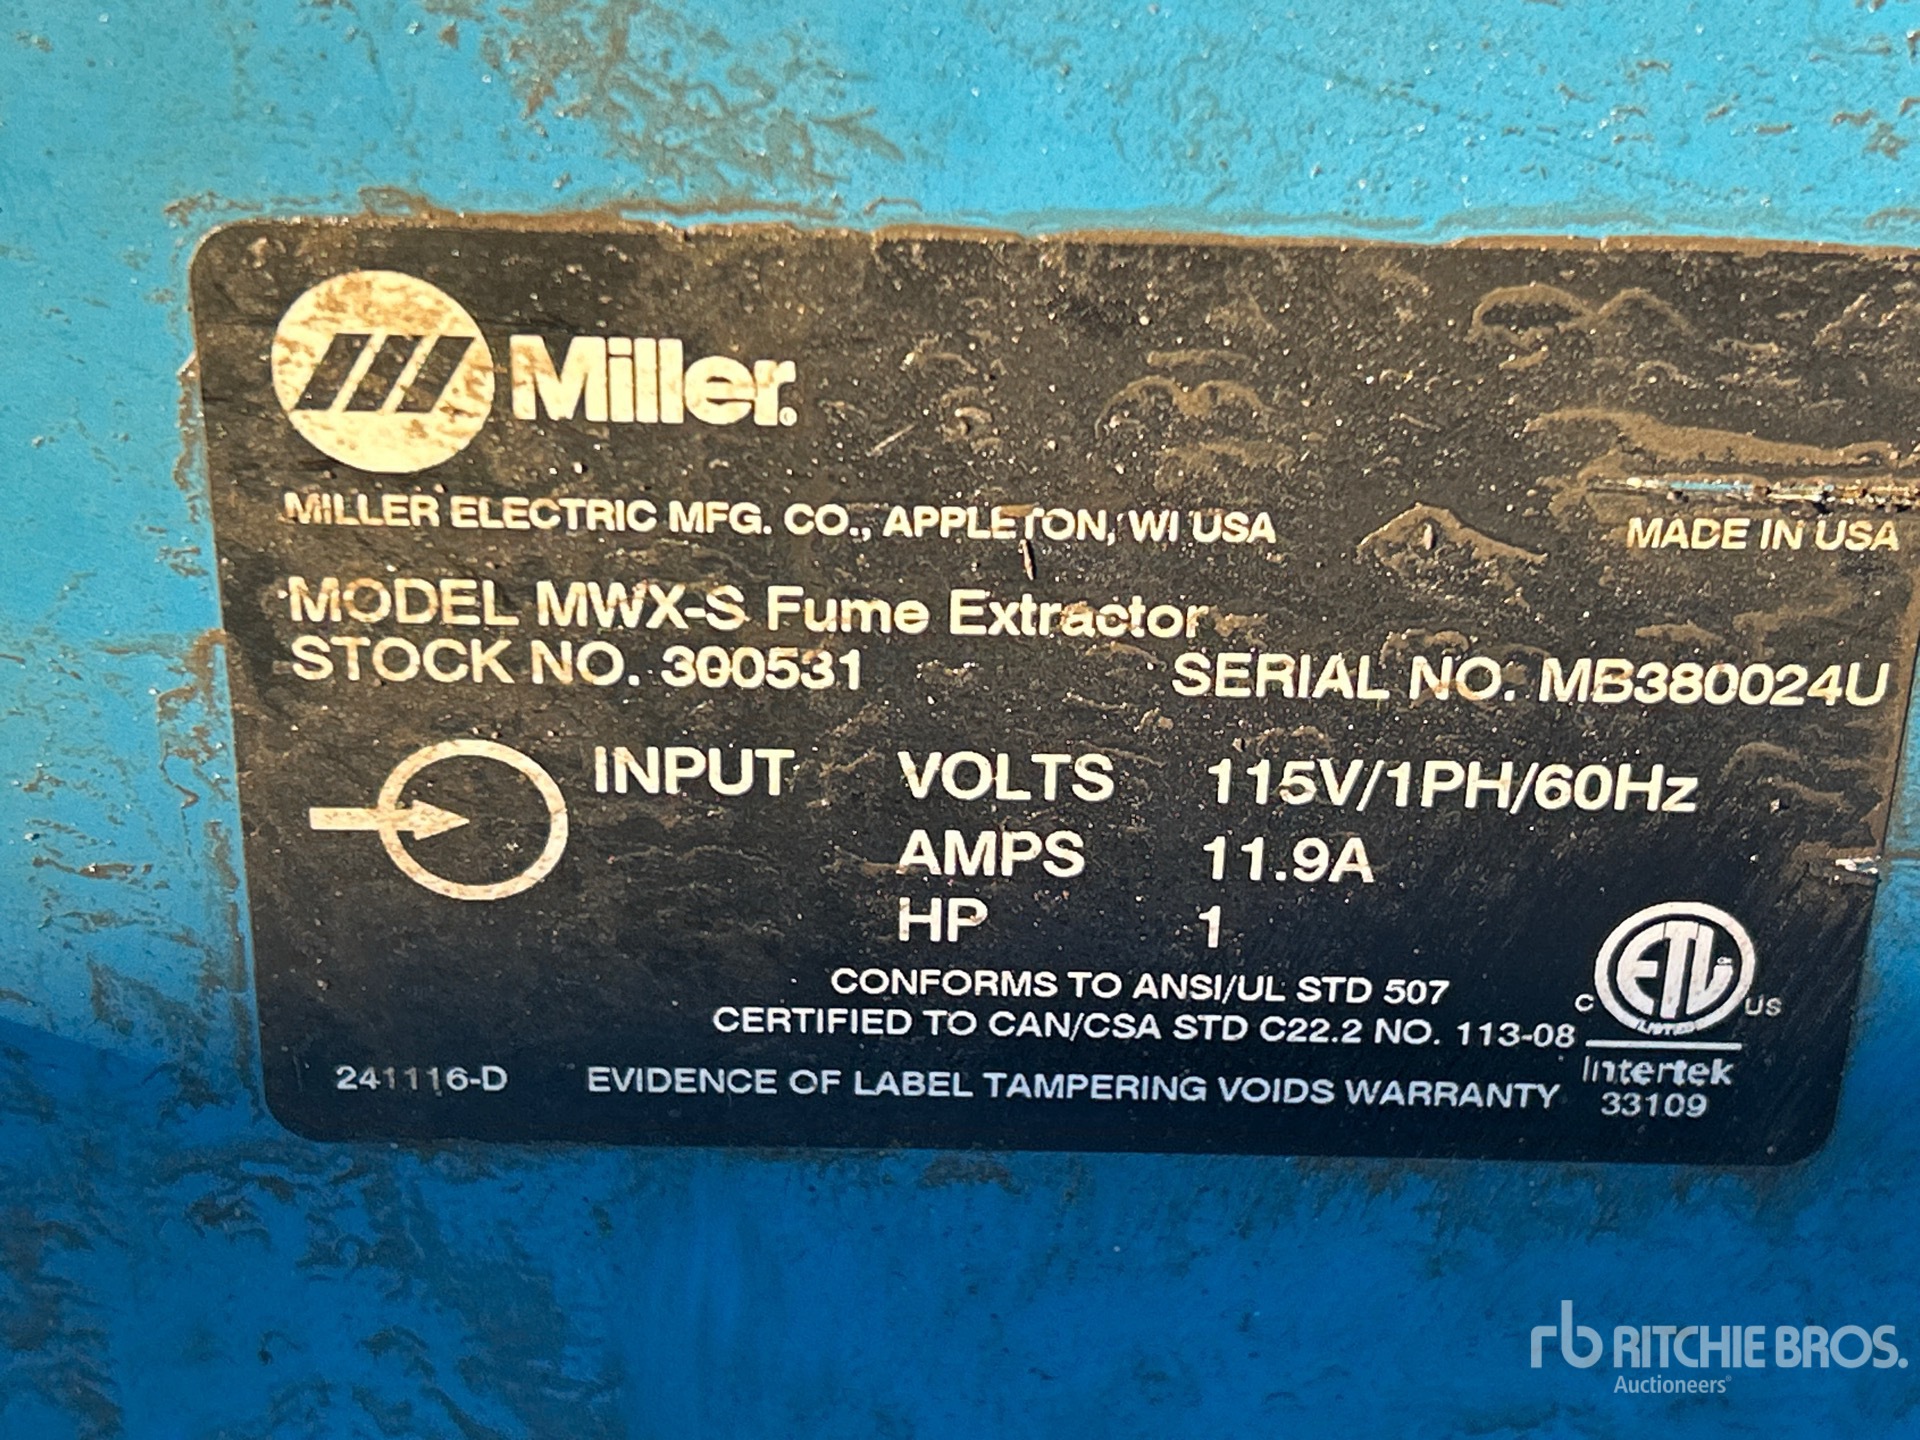 Miller®
MILLER ELECTRIC MFG. CO., APPLETON, WI USA
MADE IN USA
MODEL MWX-S Fume Extractor
STOCK NO. 300531
SERIAL NO. MB380024U
INPUT VOLTS 115V/1PH/60Hz
AMPS 11.9A
HP 1
CONFORMS TO ANSI/UL STD 507
CERTIFIED TO CAN/CSA STD C22.2 NO. 113-08
C ETL US
LISTED
Intertek
33109
241116-D
EVIDENCE OF LABEL TAMPERING VOIDS WARRANTY
rb RITCHIE BROS.
Auctioneers®